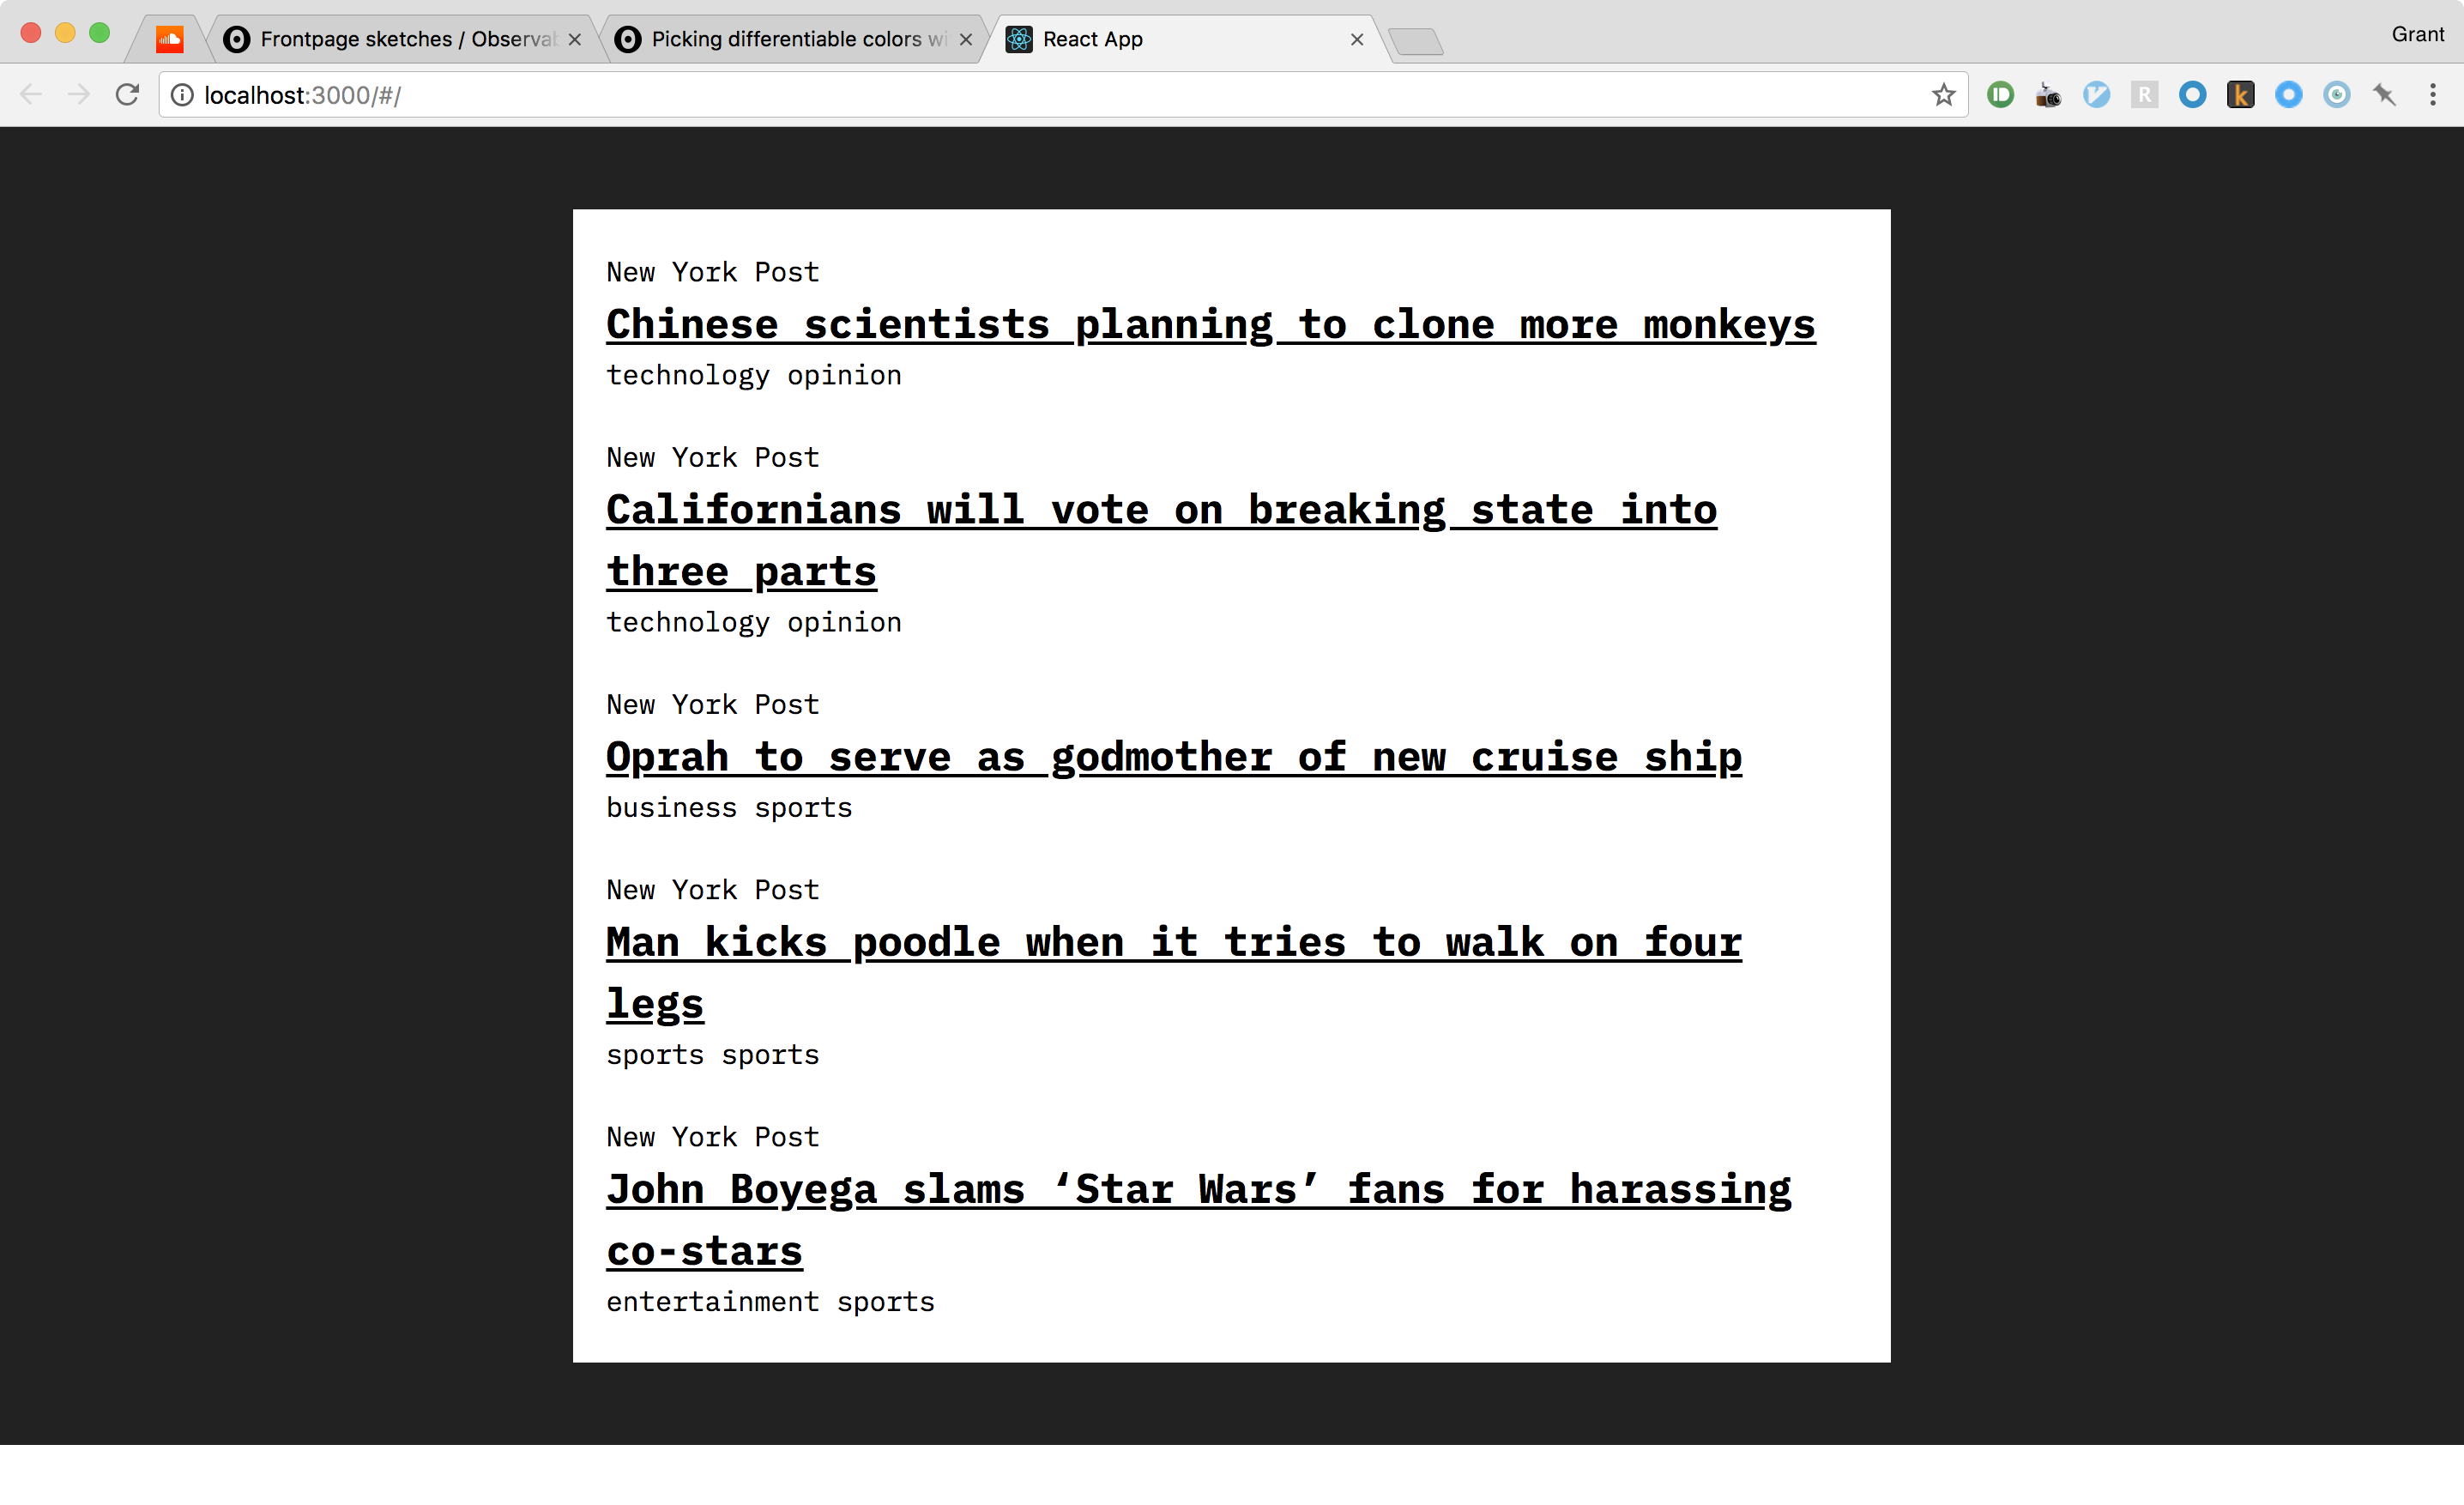 Grant
Frontpage sketches / Observab
Picking differentiable colors wi
React App
localhost:3000/#/
R
k
New York Post
Chinese scientists planning to clone more monkeys
technology opinion
New York Post
Californians will vote on breaking state into
three parts
technology opinion
New York Post
Oprah to serve as godmother of new cruise ship
business sports
New York Post
Man kicks poodle when it tries to walk on four
legs
sports sports
New York Post
John Boyega slams ‘Star Wars’ fans for harassing
co-stars
entertainment sports